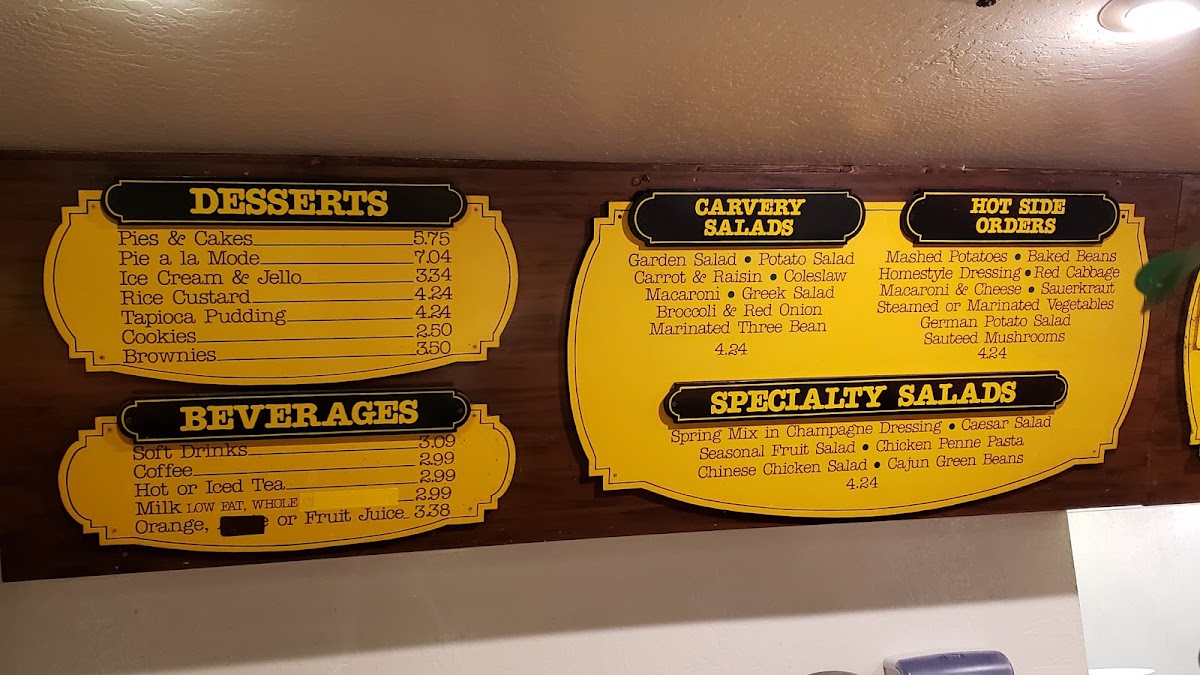 DESSERTS
Pies & Cakes 5.75
Pie a la Mode 7.04
Ice Cream & Jello 3.34
Rice Custard 4.24
Tapioca Pudding 4.24
Cookies 2.50
Brownies 3.50
BEVERAGES
Soft Drinks 3.09
Coffee 2.99
Hot or Iced Tea 2.99
Milk LOW FAT, WHOLE 2.99
Orange, or Fruit Juice 3.38
CARVERY
SALADS
Garden Salad • Potato Salad
Carrot & Raisin • Coleslaw
Macaroni • Greek Salad
Broccoli & Red Onion
Marinated Three Bean
4.24
HOT SIDE
ORDERS
Mashed Potatoes • Baked Beans
Homestyle Dressing • Red Cabbage
Macaroni & Cheese • Sauerkraut
Steamed or Marinated Vegetables
German Potato Salad
Sauteed Mushrooms
4.24
SPECIALTY SALADS
Spring Mix in Champagne Dressing • Caesar Salad
Seasonal Fruit Salad • Chicken Penne Pasta
Chinese Chicken Salad • Cajun Green Beans
4.24